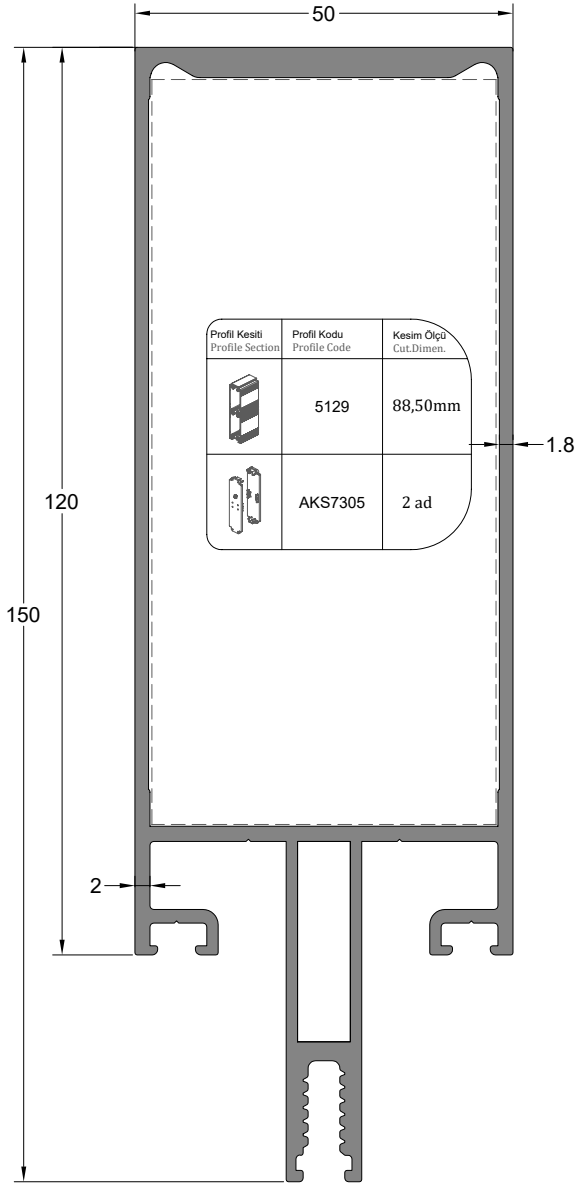 50
Profil Kesiti
Profile Section
Profil Kodu
Profile Code
Kesim Ölçü
Cut.Dimen.
5129
88,50mm
1.8
120
AKS7305
2 ad
150
2